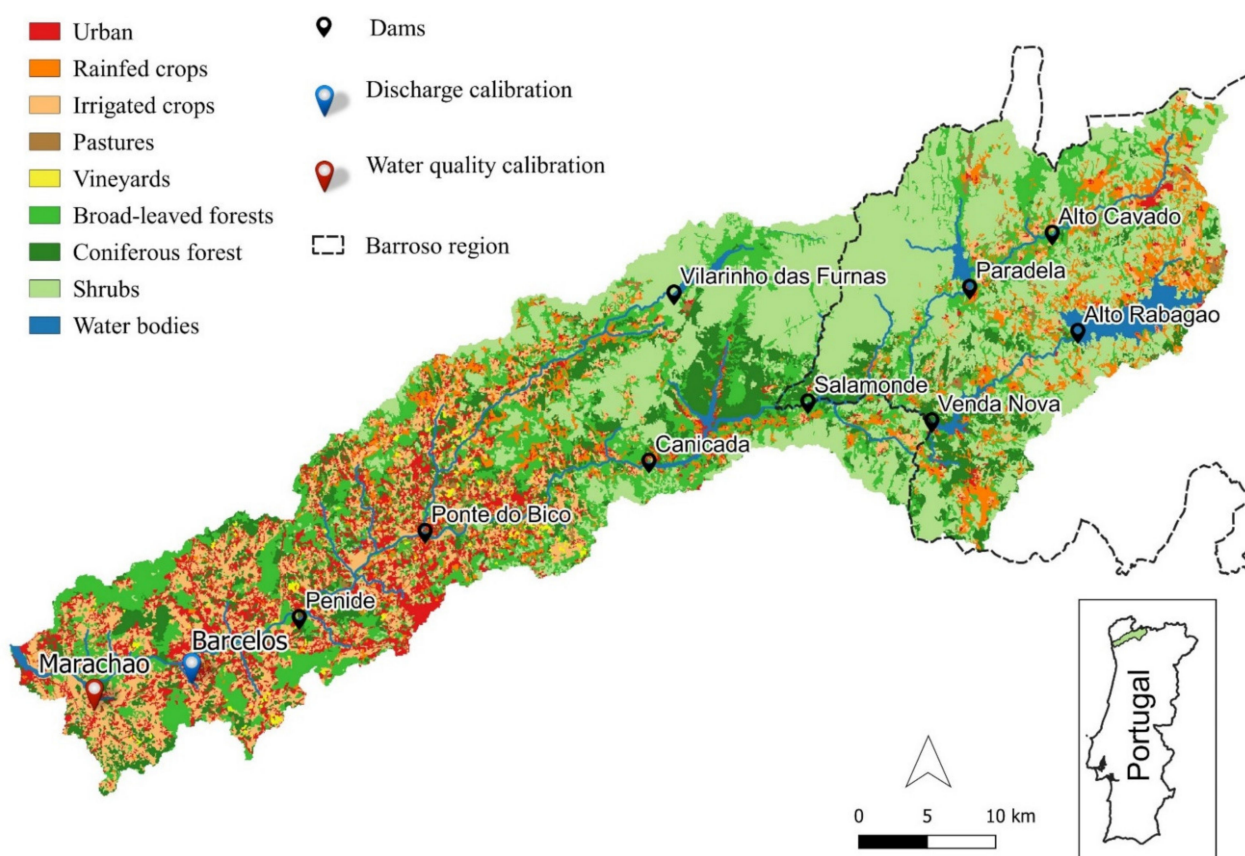 Urban
Rainfed crops
Irrigated crops
Pastures
Vineyards
Broad-leaved forests
Coniferous forest
Shrubs
Water bodies
Dams
Discharge calibration
Water quality calibration
Barroso region
Alto Cavado
Vilarinho das Furnas
Paradela
Alto Rabagao
Salamonde
Venda Nova
Canicada
Ponte do Bico
Penide
Barcelos
Marachao
Portugal
0 5 10 km